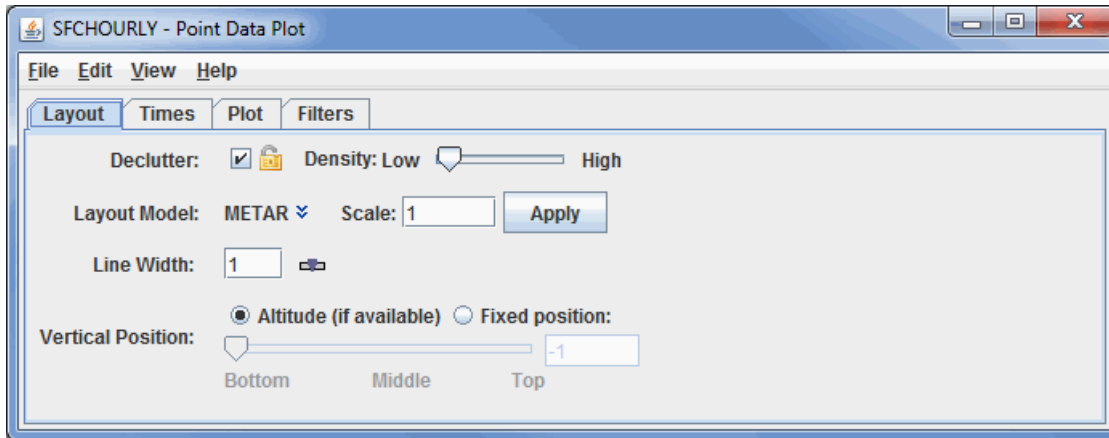 SFCHOURLY - Point Data Plot
File Edit View Help
Layout Times Plot Filters
Declutter: Density: Low High
Layout Model: METAR Scale: 1 Apply
Line Width: 1
Altitude (if available) Fixed position:
Vertical Position: -1
Bottom Middle Top